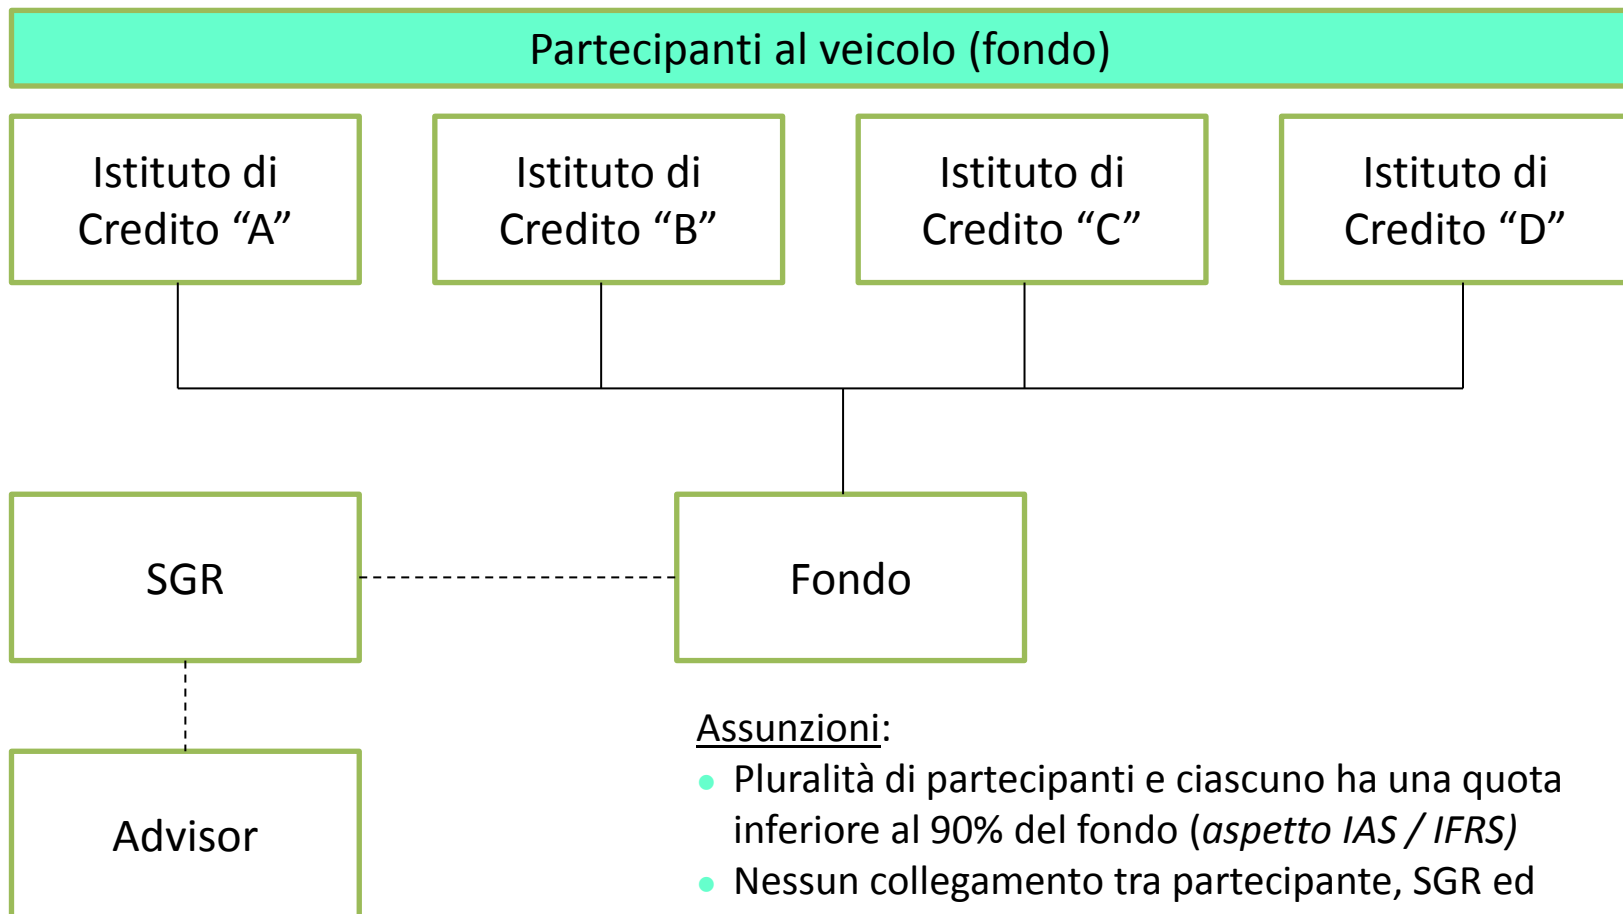 Partecipanti al veicolo (fondo)
Istituto di
Credito “A”
Istituto di
Credito “B”
Istituto di
Credito “C”
Istituto di
Credito “D”
SGR
Fondo
Advisor
Assunzioni:
• Pluralità di partecipanti e ciascuno ha una quota
inferiore al 90% del fondo (aspetto IAS / IFRS)
• Nessun collegamento tra partecipante, SGR ed